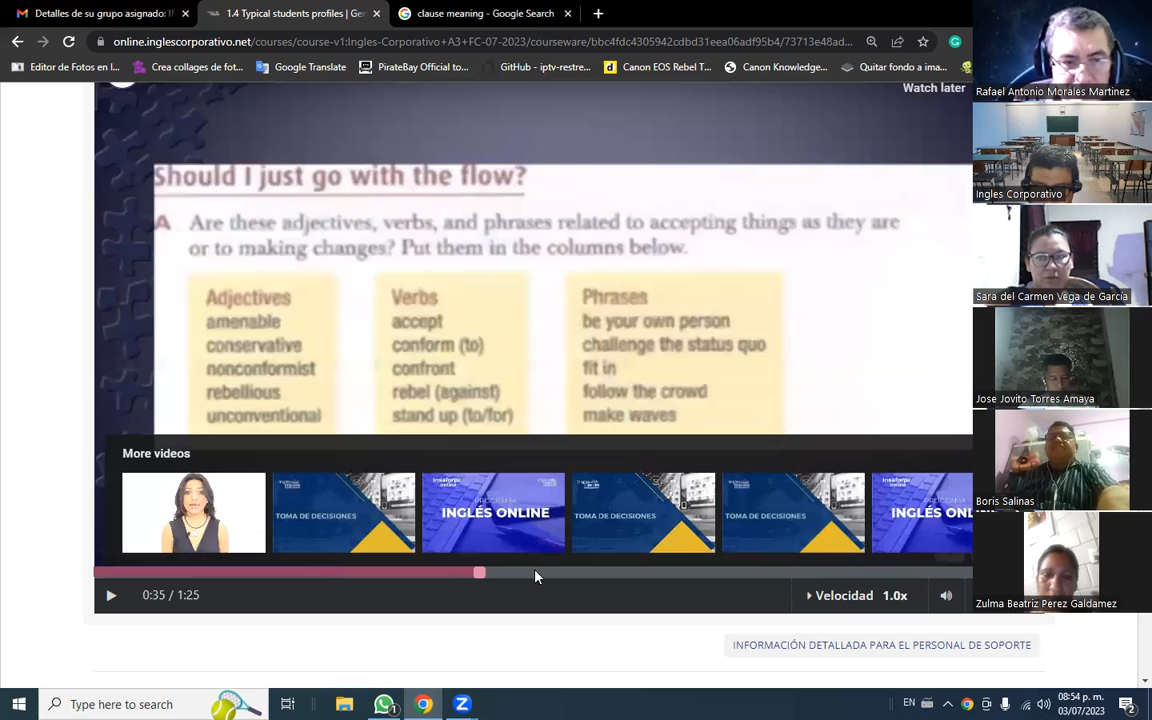 Detalles de su grupo asignado: I
1.4 Typical students profiles | Gen
clause meaning - Google Search
online.inglescorporativo.net/courses/course-v1:Ingles-Corporativo+A3+FC-07-2023/courseware/bbc4fdc4305942cdbd31eea06adf95b4/73713e48ad...
Editor de Fotos en l...
Crea collages de fot...
Google Translate
PirateBay Official to...
GitHub - iptv-restre...
Canon EOS Rebel T...
Canon Knowledge...
Quitar fondo a ima...
Watch later
Should I just go with the flow?
A Are these adjectives, verbs, and phrases related to accepting things as they are
or to making changes? Put them in the columns below.
Adjectives
amenable
conservative
nonconformist
rebellious
unconventional
Verbs
accept
conform (to)
confront
rebel (against)
stand up (to/for)
Phrases
be your own person
challenge the status quo
fit in
follow the crowd
make waves
More videos
TOMA DE DECISIONES
Insaforp online
PROGRAMA
INGLÉS ONLINE
TOMA DE DECISIONES
TOMA DE DECISIONES
INGLÉS ONL
0:35 / 1:25
Velocidad 1.0x
INFORMACIÓN DETALLADA PARA EL PERSONAL DE SOPORTE
Rafael Antonio Morales Martinez
Ingles Corporativo
Sara del Carmen Vega de Garcia
Jose Jovito Torres Amaya
Boris Salinas
Zulma Beatriz Perez Galdamez
Type here to search
1
EN
08:54 p. m.
03/07/2023
2